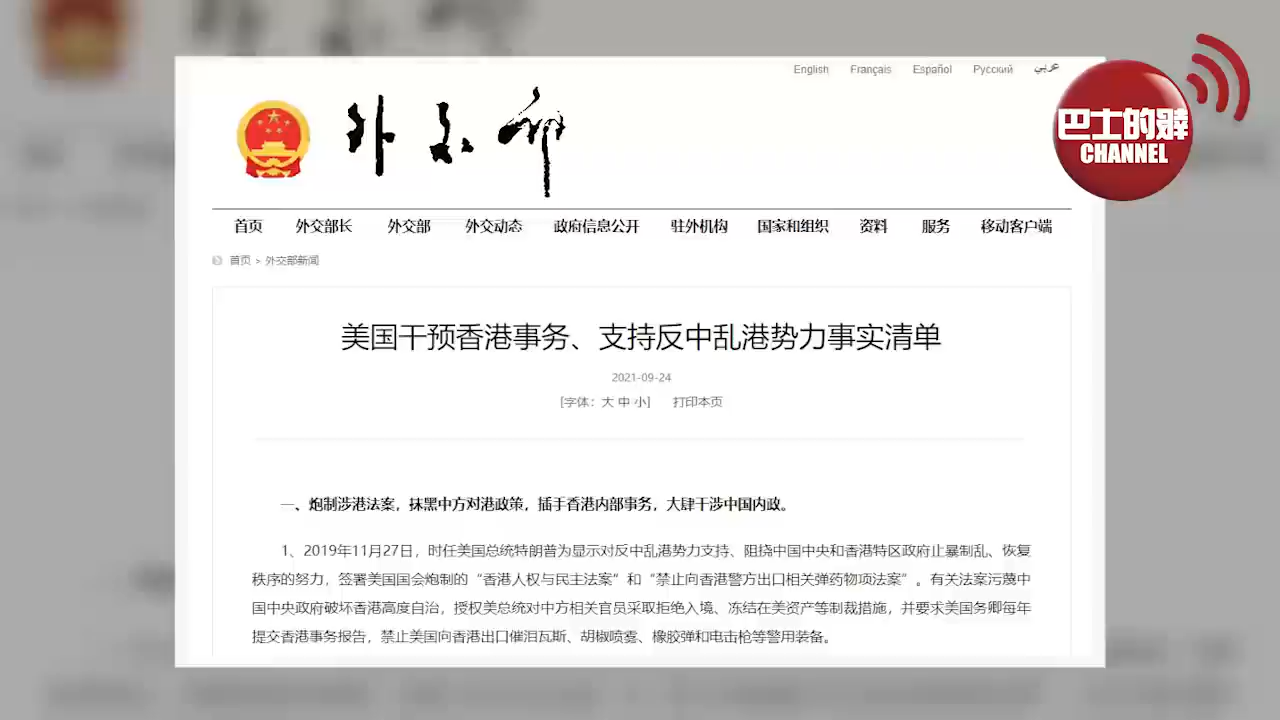 English Français Español Русский عربي
外交部
巴士的報
CHANNEL
首页 外交部长 外交部 外交动态 政府信息公开 驻外机构 国家和组织 资料 服务 移动客户端
首页 > 外交部新闻
美国干预香港事务、支持反中乱港势力事实清单
2021-09-24
[字体：大 中 小] 打印本页
一、炮制涉港法案，抹黑中方对港政策，插手香港内部事务，大肆干涉中国内政。
1、2019年11月27日，时任美国总统特朗普为显示对反中乱港势力支持、阻挠中国中央和香港特区政府止暴制乱、恢复
秩序的努力，签署美国国会炮制的“香港人权与民主法案”和“禁止向香港警方出口相关弹药物项法案”。有关法案污蔑中
国中央政府破坏香港高度自治，授权美总统对中方相关官员采取拒绝入境、冻结在美资产等制裁措施，并要求美国务卿每年
提交香港事务报告，禁止美国向香港出口催泪瓦斯、胡椒喷雾、橡胶弹和电击枪等警用装备。